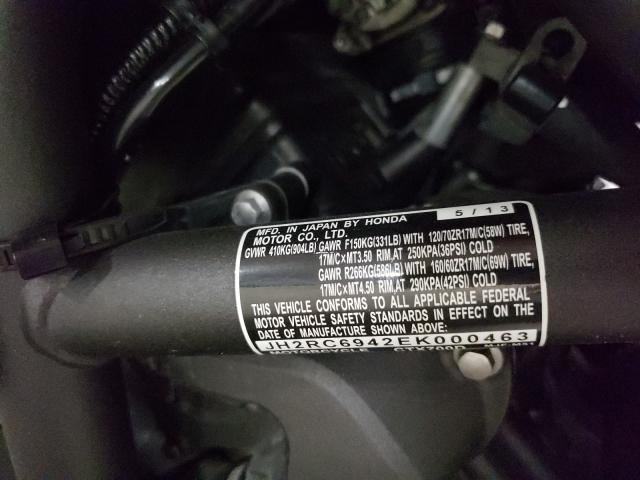 5/13
MFD. IN JAPAN BY HONDA
MOTOR CO., LTD.
GVWR 410KG(904LB) GAWR F150KG(331LB) WITH 120/70ZR17M/C(58W) TIRE,
17M/C×MT3.50 RIM, AT 250KPA(36PSI) COLD
GAWR R266KG(586LB) WITH 160/60ZR17M/C(69W) TIRE,
17M/C×MT4.50 RIM, AT 290KPA(42PSI) COLD
THIS VEHICLE CONFORMS TO ALL APPLICABLE FEDERAL
MOTOR VEHICLE SAFETY STANDARDS IN EFFECT ON THE
DATE OF MANUFACTURE SHOWN ABOVE:
JH2RC6942EK000463
MOTORCYCLE CTX700D